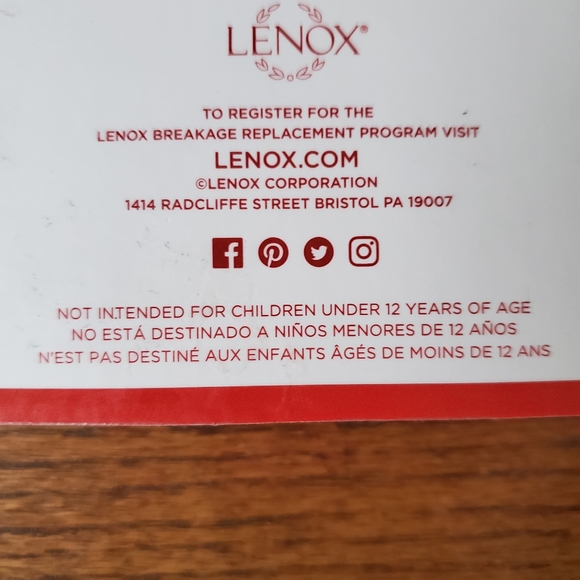 LENOX®
TO REGISTER FOR THE
LENOX BREAKAGE REPLACEMENT PROGRAM VISIT
LENOX.COM
©LENOX CORPORATION
1414 RADCLIFFE STREET BRISTOL PA 19007
NOT INTENDED FOR CHILDREN UNDER 12 YEARS OF AGE
NO ESTÁ DESTINADO A NIÑOS MENORES DE 12 AÑOS
N'EST PAS DESTINÉ AUX ENFANTS ÂGÉS DE MOINS DE 12 ANS